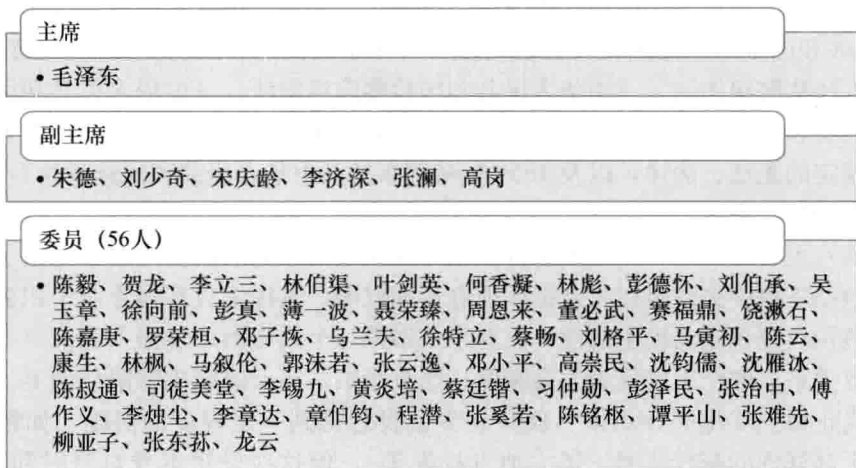 主席
• 毛泽东
副主席
• 朱德、刘少奇、宋庆龄、李济深、张澜、高岗
委员（56人）
• 陈毅、贺龙、李立三、林伯渠、叶剑英、何香凝、林彪、彭德怀、刘伯承、吴
玉章、徐向前、彭真、薄一波、聂荣臻、周恩来、董必武、赛福鼎、饶漱石、
陈嘉庚、罗荣桓、邓子恢、乌兰夫、徐特立、蔡畅、刘格平、马寅初、陈云、
康生、林枫、马叙伦、郭沫若、张云逸、邓小平、高崇民、沈钧儒、沈雁冰、
陈叔通、司徒美堂、李锡九、黄炎培、蔡廷锴、习仲勋、彭泽民、张治中、傅
作义、李烛尘、李章达、章伯钧、程潜、张奚若、陈铭枢、谭平山、张难先、
柳亚子、张东荪、龙云